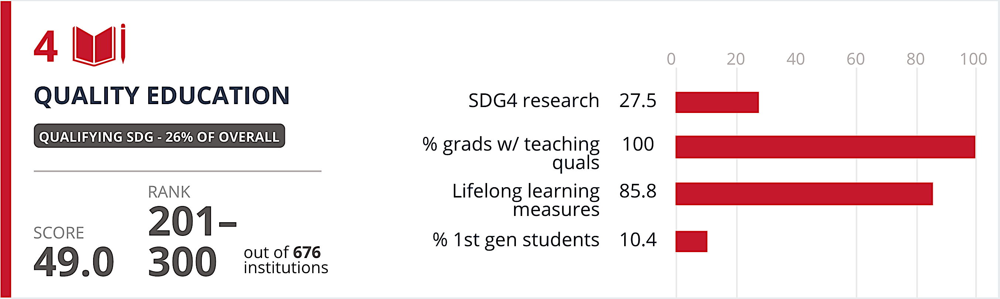 4
QUALITY EDUCATION
QUALIFYING SDG - 26% OF OVERALL
SCORE
49.0
RANK
201–
300
out of 676
institutions
0 20 40 60 80 100
SDG4 research 27.5
% grads w/ teaching 100
quals
Lifelong learning 85.8
measures
% 1st gen students 10.4